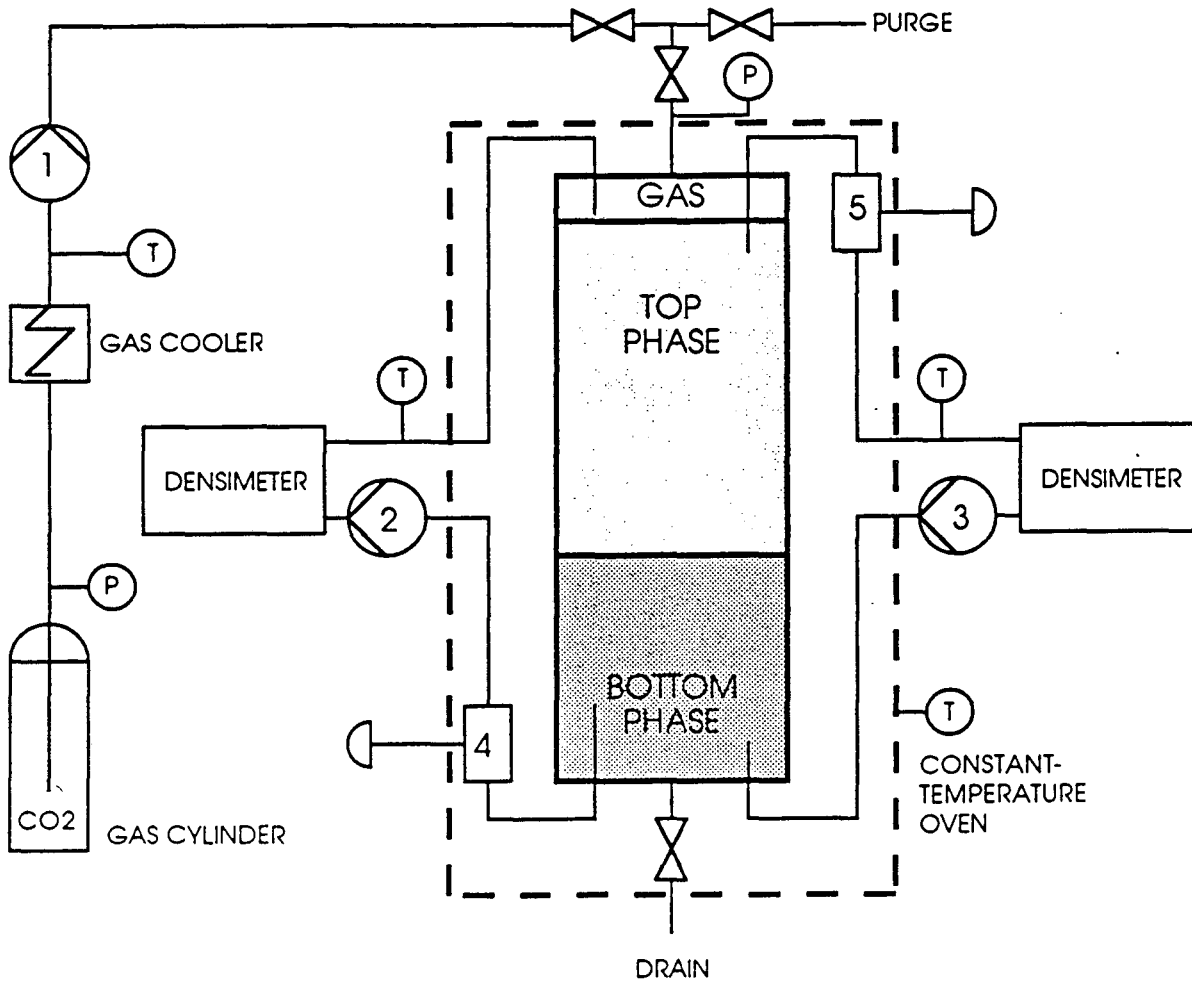 PURGE
P
1
GAS
5
T
TOP
PHASE
GAS COOLER
T
T
DENSIMETER
DENSIMETER
2
3
P
BOTTOM
PHASE
T
4
CONSTANT-
TEMPERATURE
OVEN
CO2
GAS CYLINDER
DRAIN